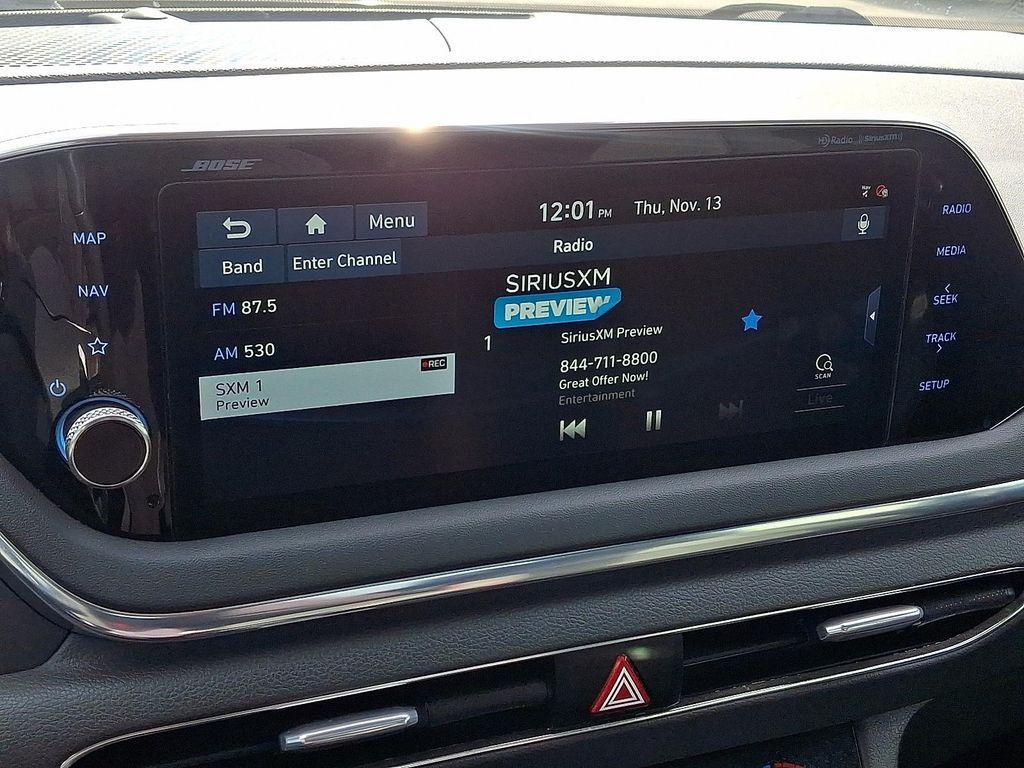 BOSE
HD Radio SiriusXM
MAP
NAV
12:01 PM Thu, Nov. 13
Nav
Menu
Radio
Band
Enter Channel
FM 87.5
AM 530
REC
SXM 1
Preview
SIRIUSXM
PREVIEW
1
SiriusXM Preview
844-711-8800
Great Offer Now!
Entertainment
SCAN
Live
RADIO
MEDIA
<
SEEK
TRACK
>
SETUP